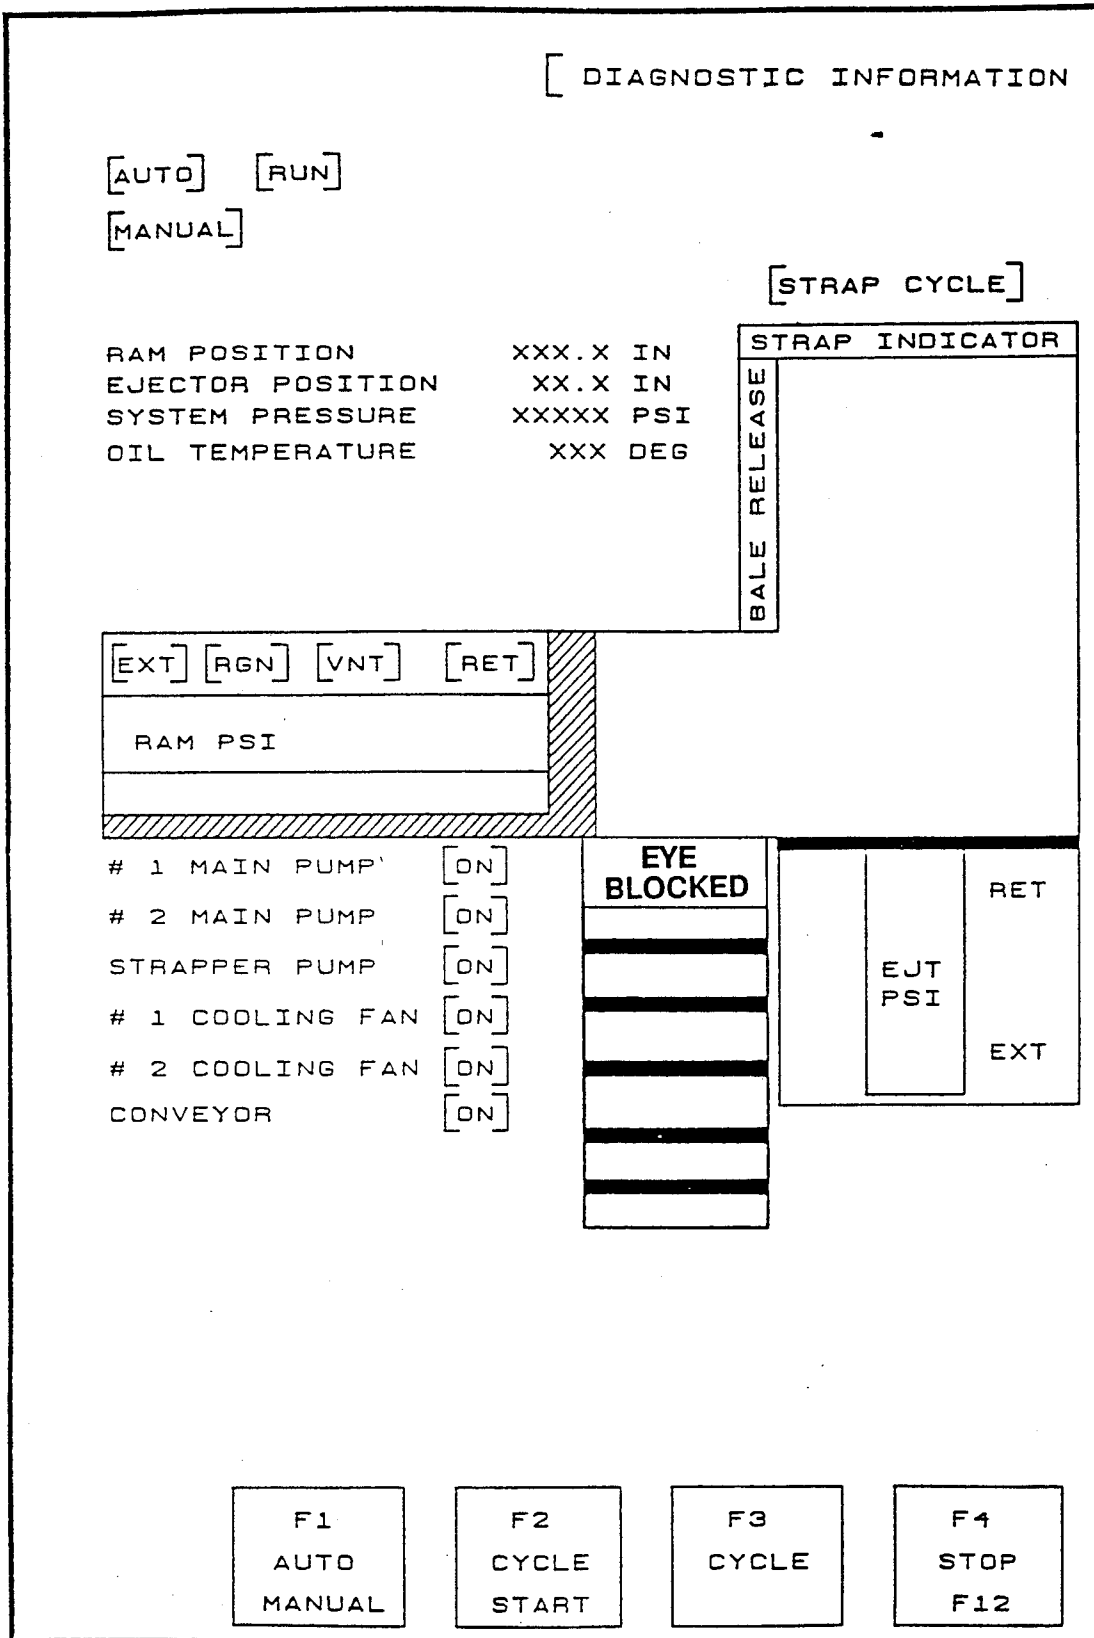 [ DIAGNOSTIC INFORMATION
[AUTO] [RUN]
[MANUAL]
[STRAP CYCLE]
STRAP INDICATOR
RAM POSITION XXX.X IN
EJECTOR POSITION XX.X IN
SYSTEM PRESSURE XXXXX PSI
OIL TEMPERATURE XXX DEG
BALE RELEASE
[EXT] [RGN] [VNT] [RET]
RAM PSI
# 1 MAIN PUMP [ON]
# 2 MAIN PUMP [ON]
STRAPPER PUMP [ON]
# 1 COOLING FAN [ON]
# 2 COOLING FAN [ON]
CONVEYOR [ON]
EYE
BLOCKED
RET
EJT
PSI
EXT
F1
AUTO
MANUAL
F2
CYCLE
START
F3
CYCLE
F4
STOP
F12